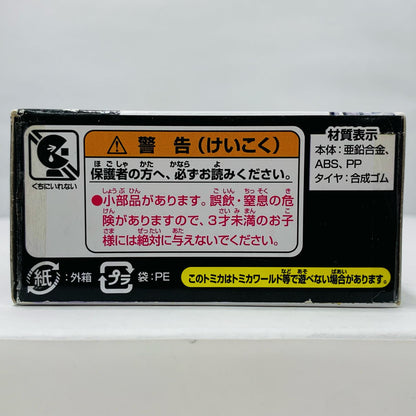 くちにいれない
⚠ 警告(けいこく)
ほごしゃ かた かなら よ
保護者の方へ、必ずお読みください。
しょうぶひん ごいん ちっそく き
●小部品があります。誤飲・窒息の危
けん さいみまん こ
険がありますので、3才未満のお子
さま ぜったい あた
様には絶対に与えないでください。
材質表示
本体：亜鉛合金、
ABS、PP
タイヤ：合成ゴム
紙：外箱
プラ 袋：PE
など あそ ばあい
このトミカはトミカワールド等で遊べない場合があります。